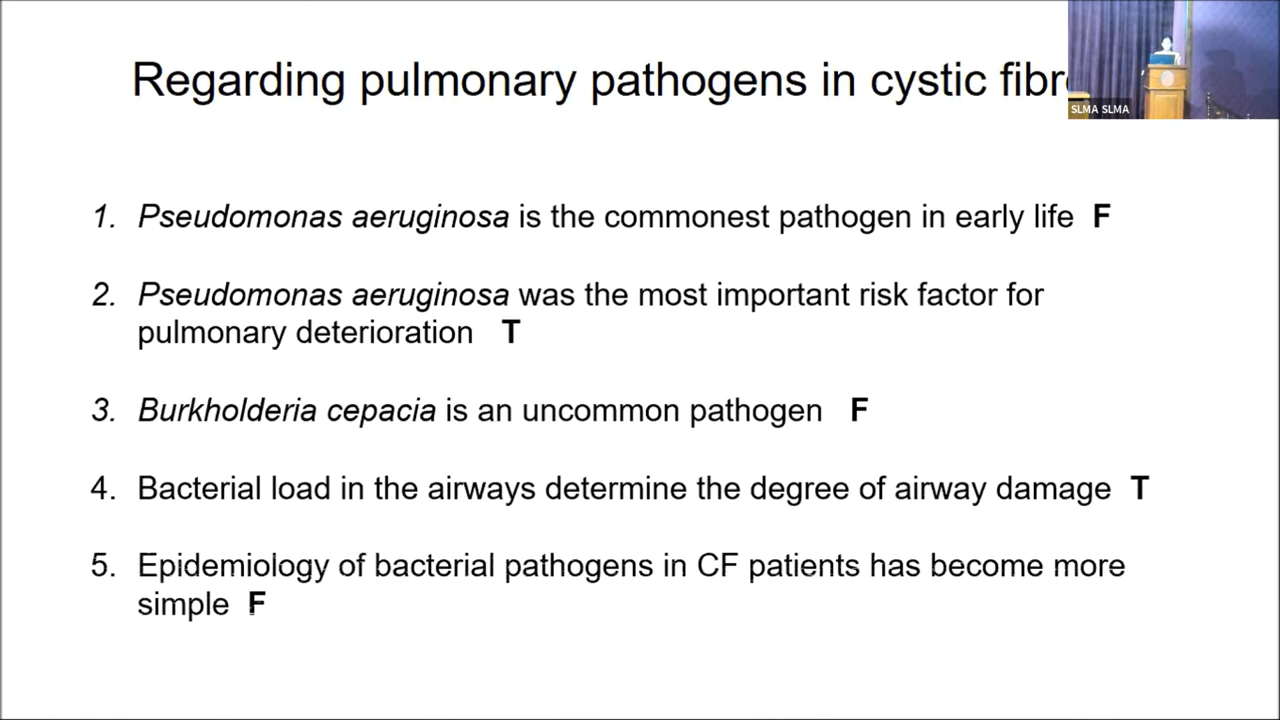 Regarding pulmonary pathogens in cystic
SLMA SLMA
1. Pseudomonas aeruginosa is the commonest pathogen in early life F
2. Pseudomonas aeruginosa was the most important risk factor for
pulmonary deterioration T
3. Burkholderia cepacia is an uncommon pathogen F
4. Bacterial load in the airways determine the degree of airway damage T
5. Epidemiology of bacterial pathogens in CF patients has become more
simple F